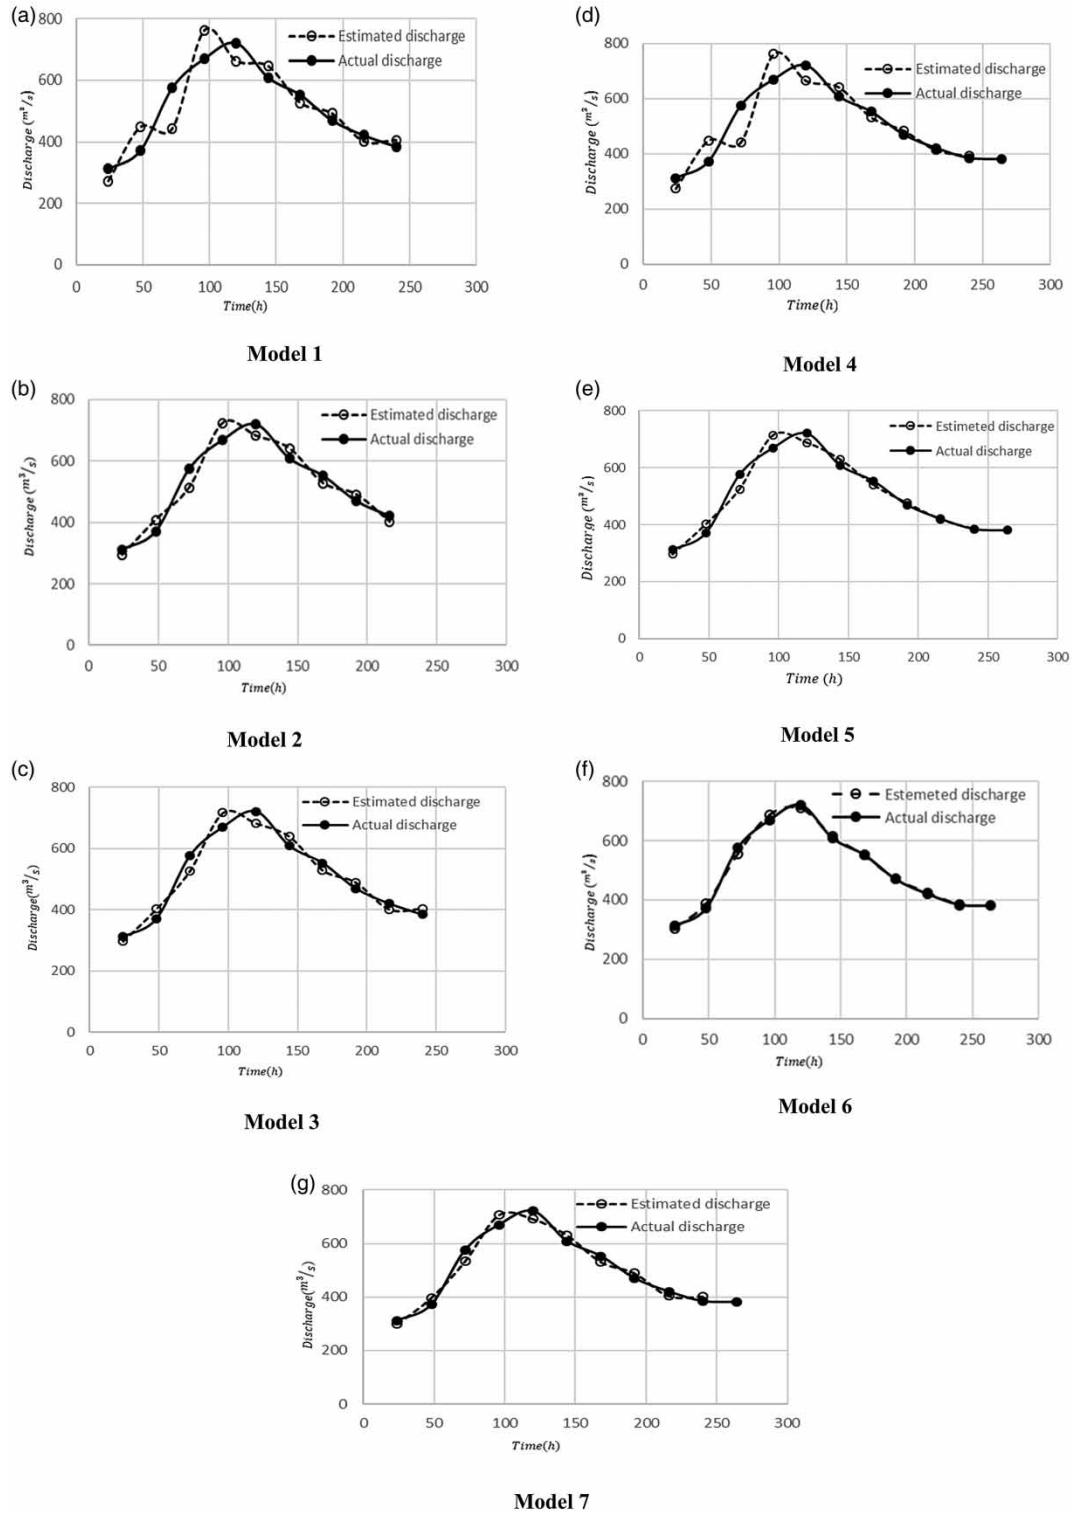 (a)
800
600
400
200
0
Discharge (m³/s)
Estimated discharge
Actual discharge
0 50 100 150 200 250 300
Time(h)
Model 1
(b)
800
600
400
200
0
Discharge (m³/s)
Estimated discharge
Actual discharge
0 50 100 150 200 250 300
Time(h)
Model 2
(c)
800
600
400
200
0
Discharge(m³/s)
Estimated discharge
Actual discharge
0 50 100 150 200 250 300
Time(h)
Model 3
(d)
800
600
400
200
0
Discharge (m³/s)
Estimated discharge
Actual discharge
0 50 100 150 200 250 300
Time(h)
Model 4
(e)
800
600
400
200
0
Discharge (m³/s)
Estimeted discharge
Actual discharge
0 50 100 150 200 250 300
Time (h)
Model 5
(f)
800
600
400
200
0
Discharge (m³/s)
Estemeted discharge
Actual discharge
0 50 100 150 200 250 300
Time(h)
Model 6
(g)
800
600
400
200
0
Discharge(m³/s)
Estimated discharge
Actual discharge
0 50 100 150 200 250 300
Time(h)
Model 7